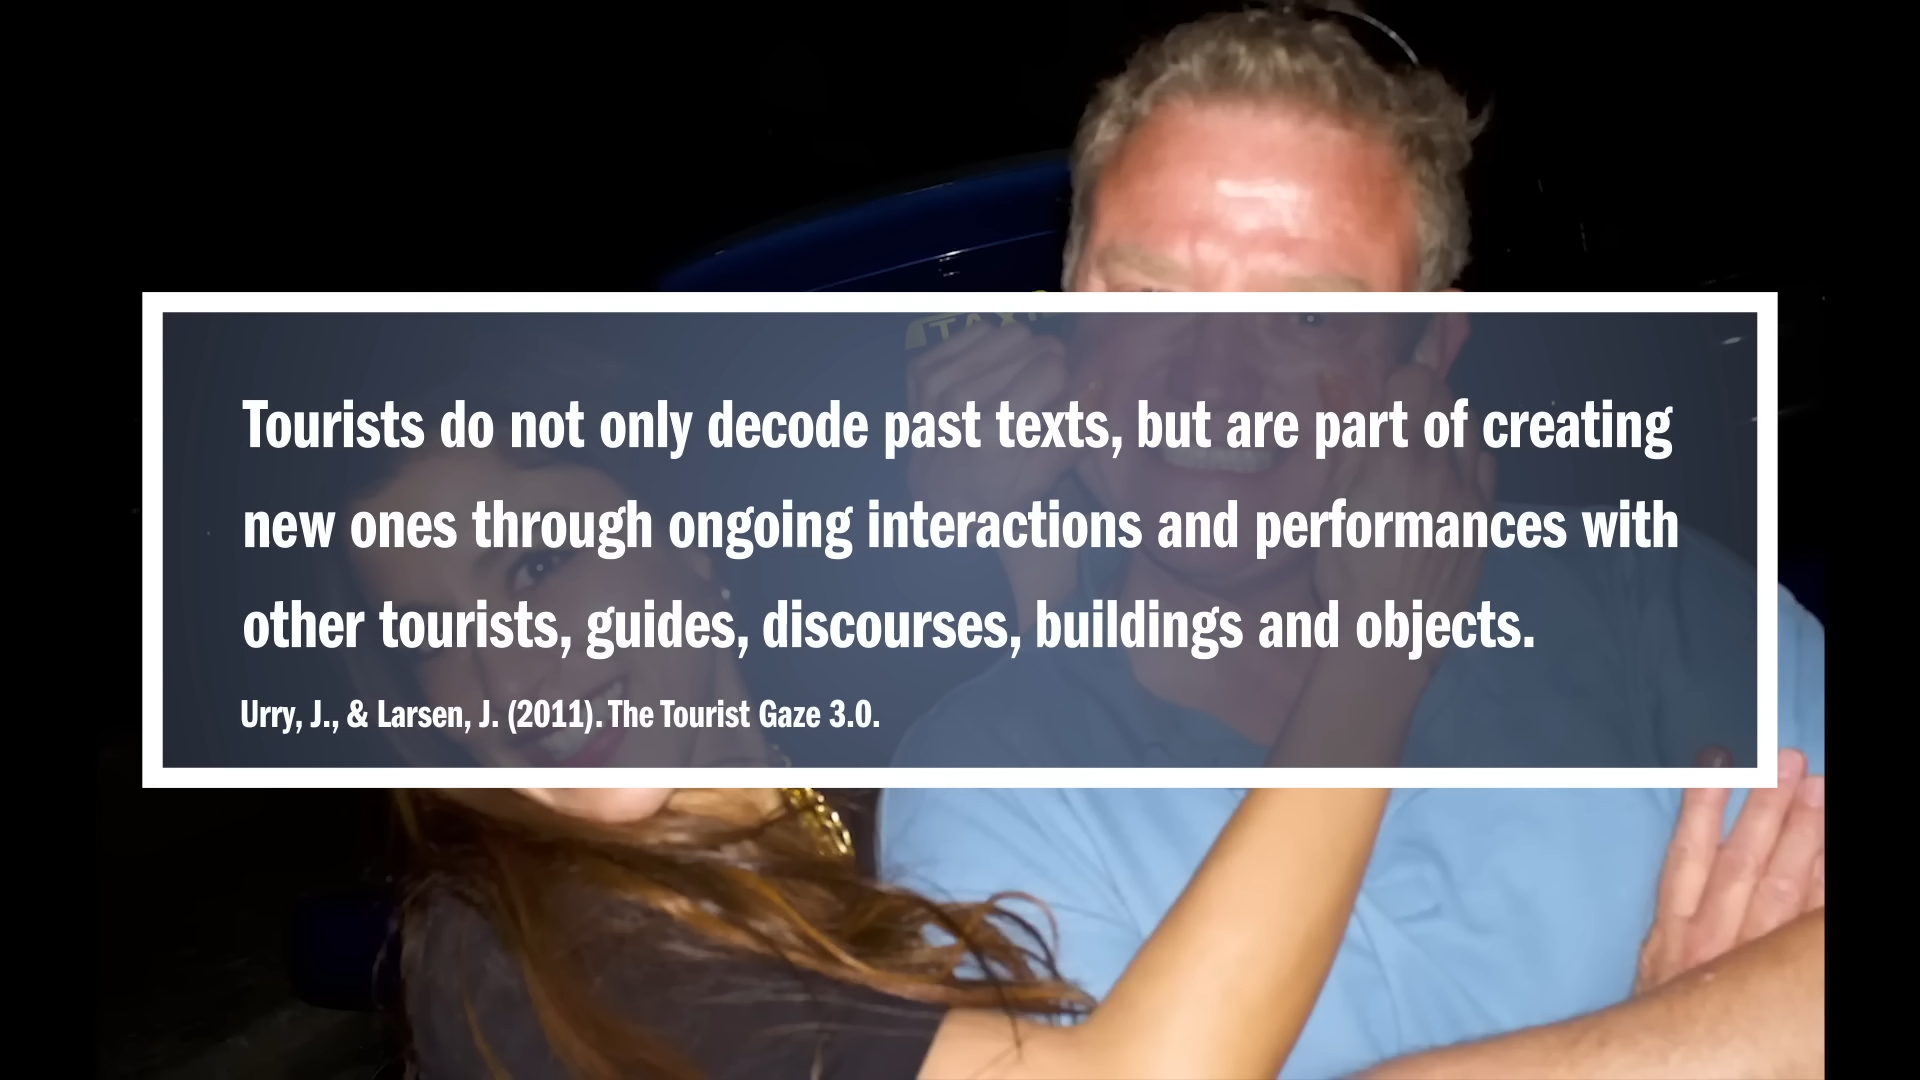 TAXI
Tourists do not only decode past texts, but are part of creating
new ones through ongoing interactions and performances with
other tourists, guides, discourses, buildings and objects.
Urry, J., & Larsen, J. (2011). The Tourist Gaze 3.0.